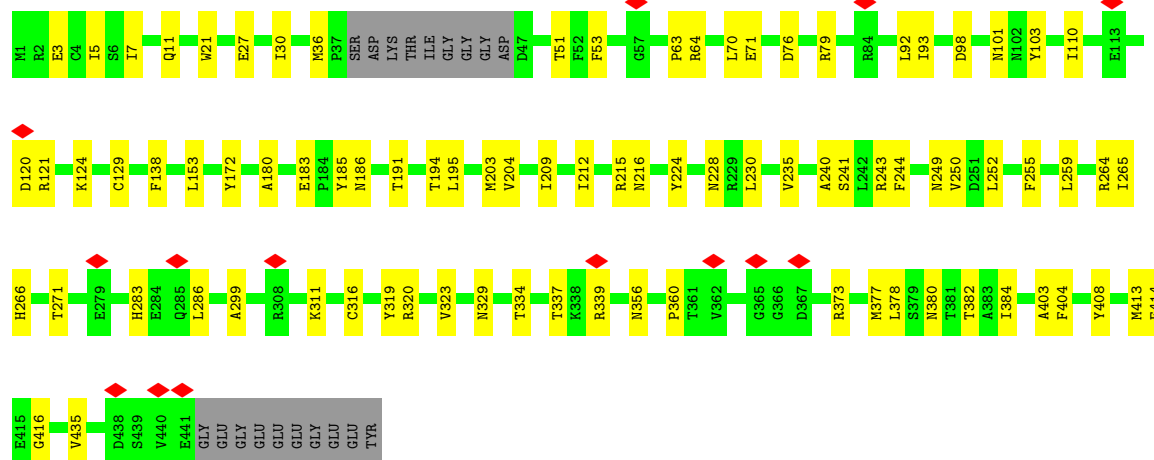 M1 R2 E3 C4 I5 S6 I7 Q11 W21 E27 I30 M36 P37 SER ASP LYS THR ILE GLY GLY GLY ASP D47 T51 F52 F53 G57 P63 R64 L70 E71 D76 R79 R84 L92 I93 D98 N101 N102 Y103 I110 E113
D120 R121 K124 C129 F138 L153 Y172 A180 E183 P184 Y185 N186 T191 T194 L195 M203 V204 I209 I212 R215 N216 Y224 N228 R229 L230 V235 A240 S241 L242 R243 F244 N249 V250 D251 L252 F255 L259 R264 I265
H266 T271 E279 H283 E284 Q285 L286 A299 R308 K311 C316 Y319 R320 V323 N329 T334 T337 K338 R339 N356 P360 T361 V362 G365 G366 D367 R373 M377 L378 S379 N380 T381 T382 A383 I384 A403 F404 Y408 M413
E415 G416 V435 D438 S439 V440 E441 GLY GLU GLY GLU GLU GLU GLY GLU GLU TYR